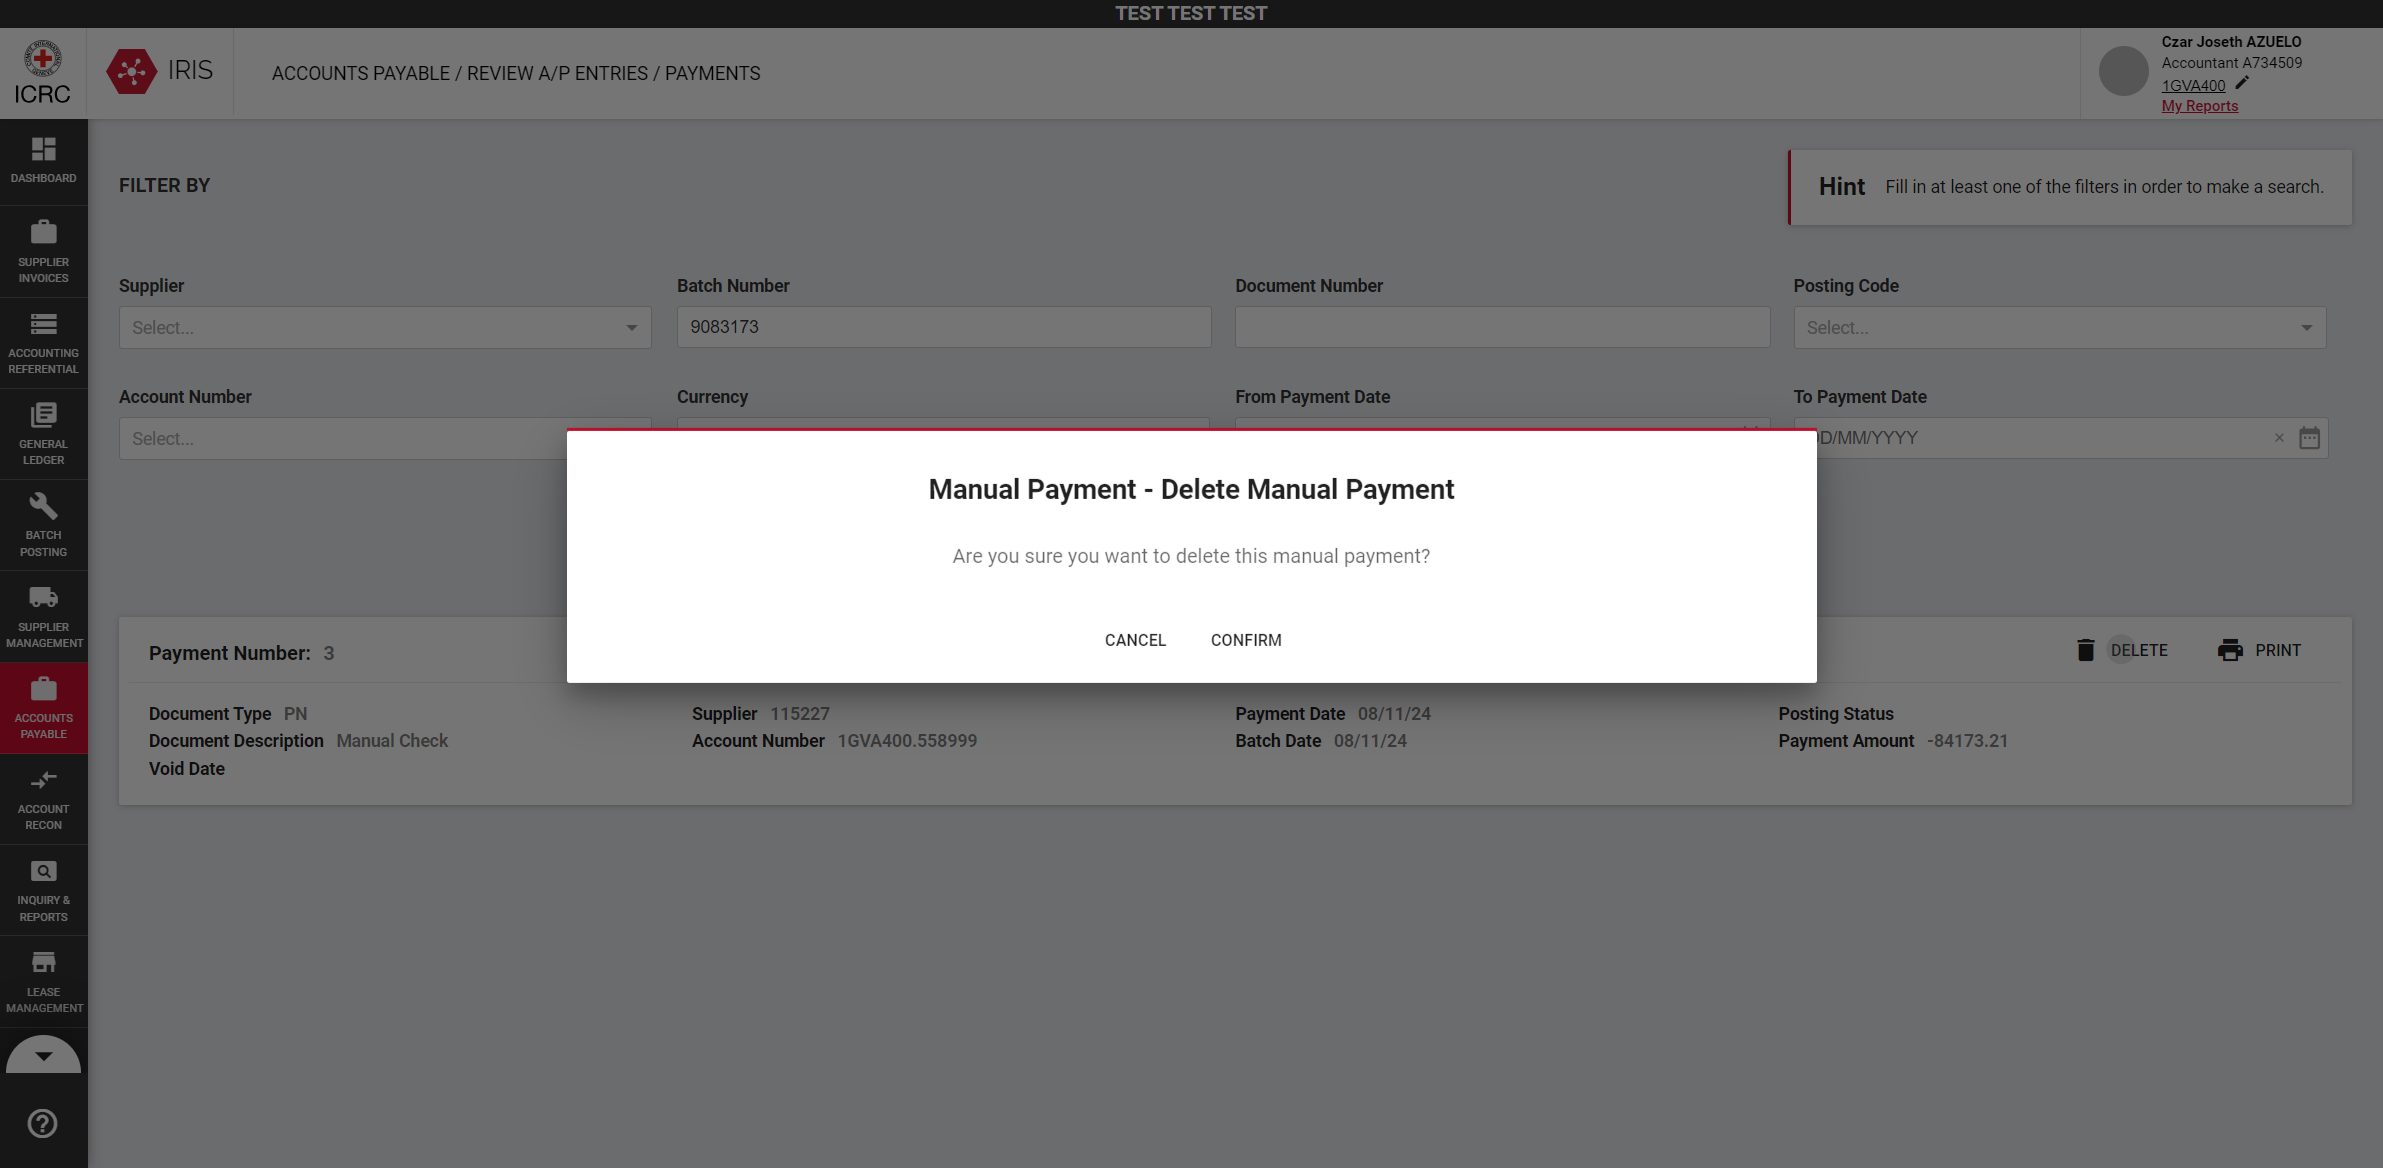 TEST TEST TEST
ICRC
IRIS
ACCOUNTS PAYABLE / REVIEW A/P ENTRIES / PAYMENTS
Czar Joseth AZUELO
Accountant A734509
1GVA400
My Reports
DASHBOARD
SUPPLIER
INVOICES
ACCOUNTING
REFERENTIAL
GENERAL
LEDGER
BATCH
POSTING
SUPPLIER
MANAGEMENT
ACCOUNTS
PAYABLE
ACCOUNT
RECON
INQUIRY &
REPORTS
LEASE
MANAGEMENT
FILTER BY
Hint Fill in at least one of the filters in order to make a search.
Supplier Batch Number Document Number Posting Code
Select... 9083173 Select...
Account Number Currency From Payment Date To Payment Date
Select... D/MM/YYYY ×
Manual Payment - Delete Manual Payment
Are you sure you want to delete this manual payment?
CANCEL CONFIRM
Payment Number: 3 DELETE PRINT
Document Type PN Supplier 115227 Payment Date 08/11/24 Posting Status
Document Description Manual Check Account Number 1GVA400.558999 Batch Date 08/11/24 Payment Amount -84173.21
Void Date